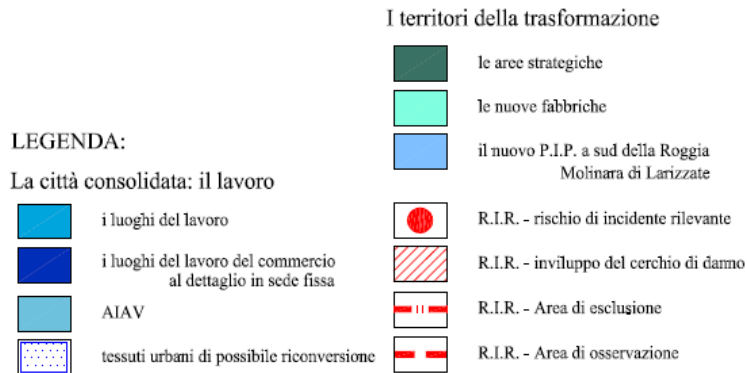 LEGENDA:
La città consolidata: il lavoro
i luoghi del lavoro
i luoghi del lavoro del commercio
al dettaglio in sede fissa
AIAV
tessuti urbani di possibile riconversione
I territori della trasformazione
le aree strategiche
le nuove fabbriche
il nuovo P.I.P. a sud della Roggia
Molinara di Larizzate
R.I.R. - rischio di incidente rilevante
R.I.R. - inviluppo del cerchio di danno
R.I.R. - Area di esclusione
R.I.R. - Area di osservazione